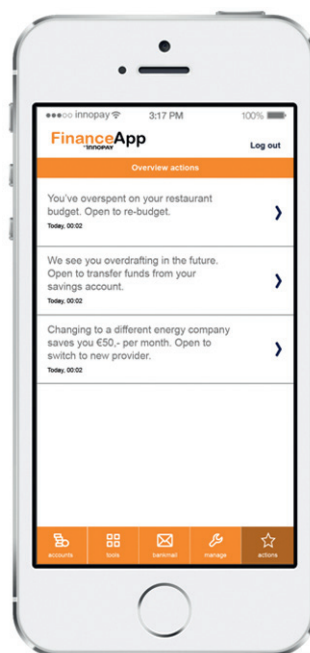 ●●●○○ innopay 3:17 PM 100%
FinanceApp
by INNOPAY
Log out
Overview actions
You've overspent on your restaurant
budget. Open to re-budget.
Today, 00:02
We see you overdrafting in the future.
Open to transfer funds from your
savings account.
Today, 00:02
Changing to a different energy company
saves you €50,- per month. Open to
switch to new provider.
Today, 00:02
accounts tools bankmail manage actions